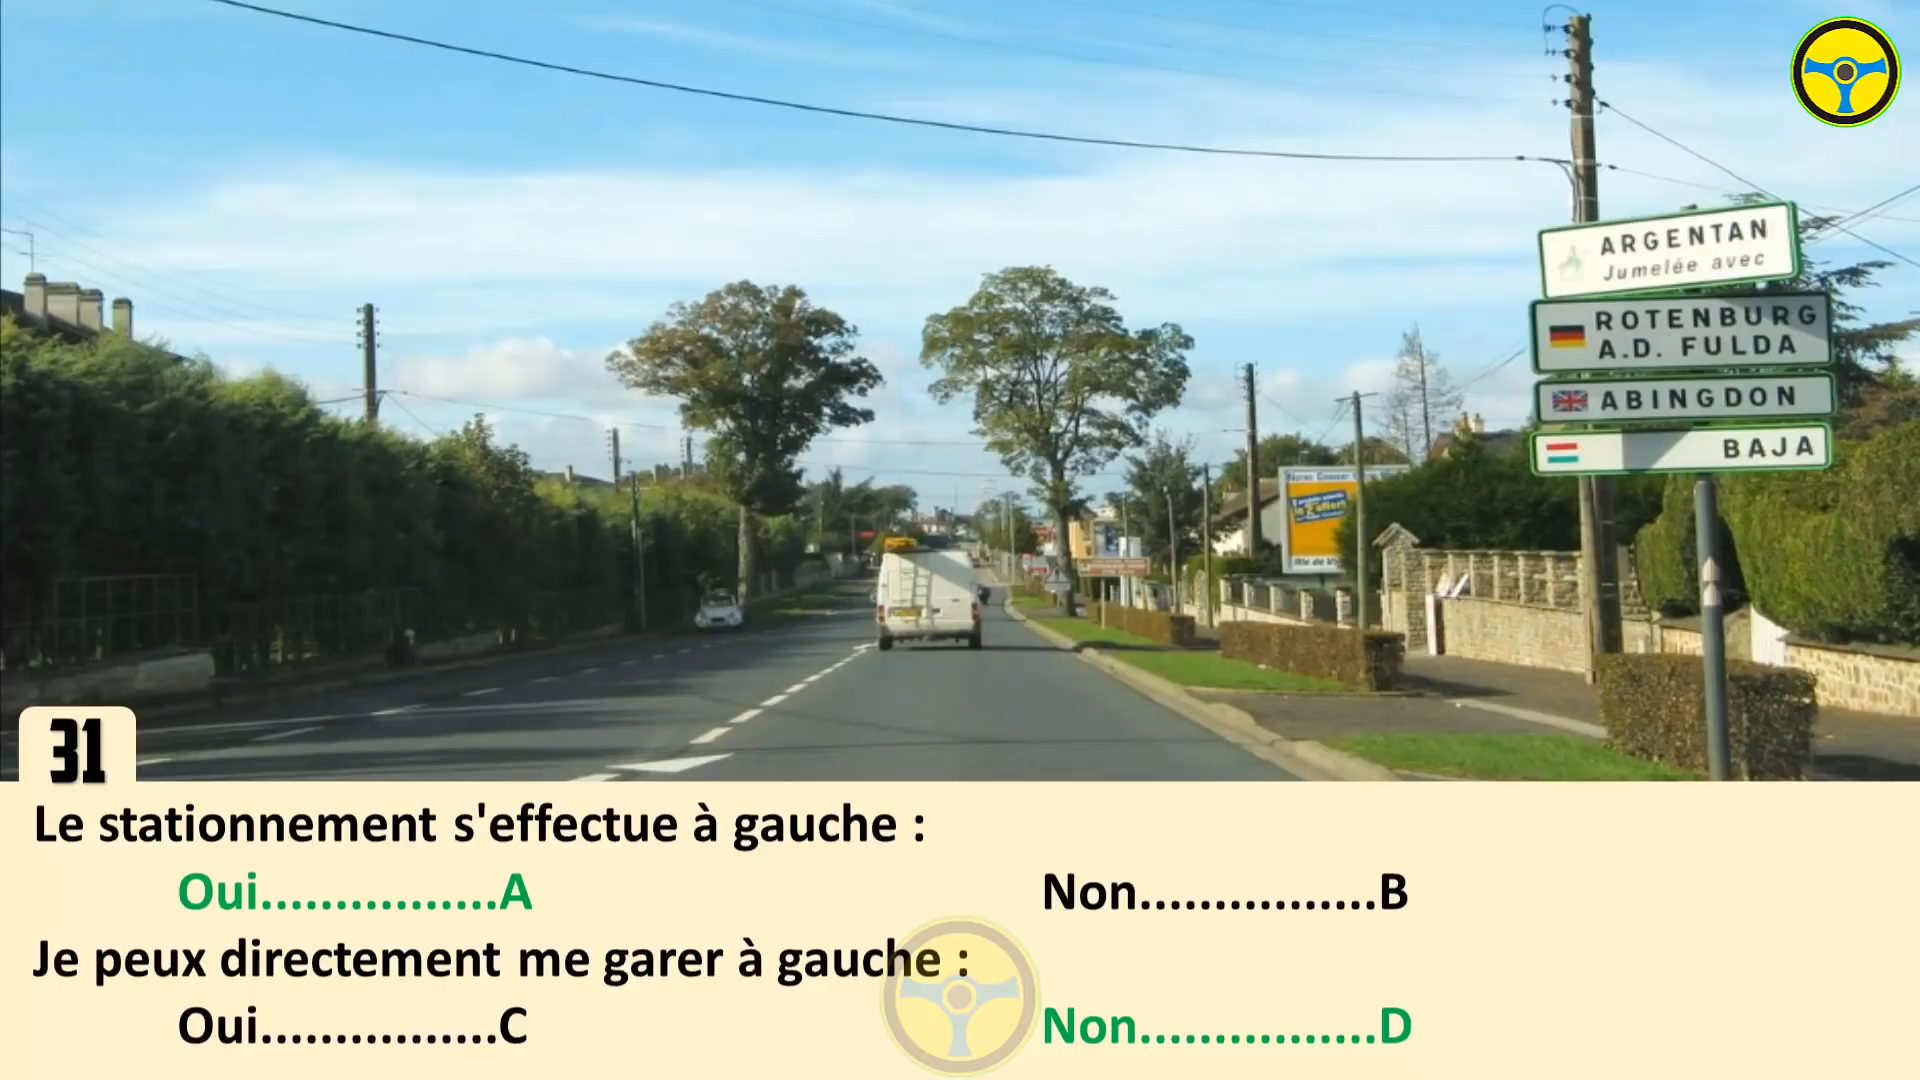 ARGENTAN
Jumelée avec
ROTENBURG
A.D. FULDA
ABINGDON
BAJA
31
Le stationnement s'effectue à gauche :
Oui................A
Non................B
Je peux directement me garer à gauche :
Oui................C
Non................D